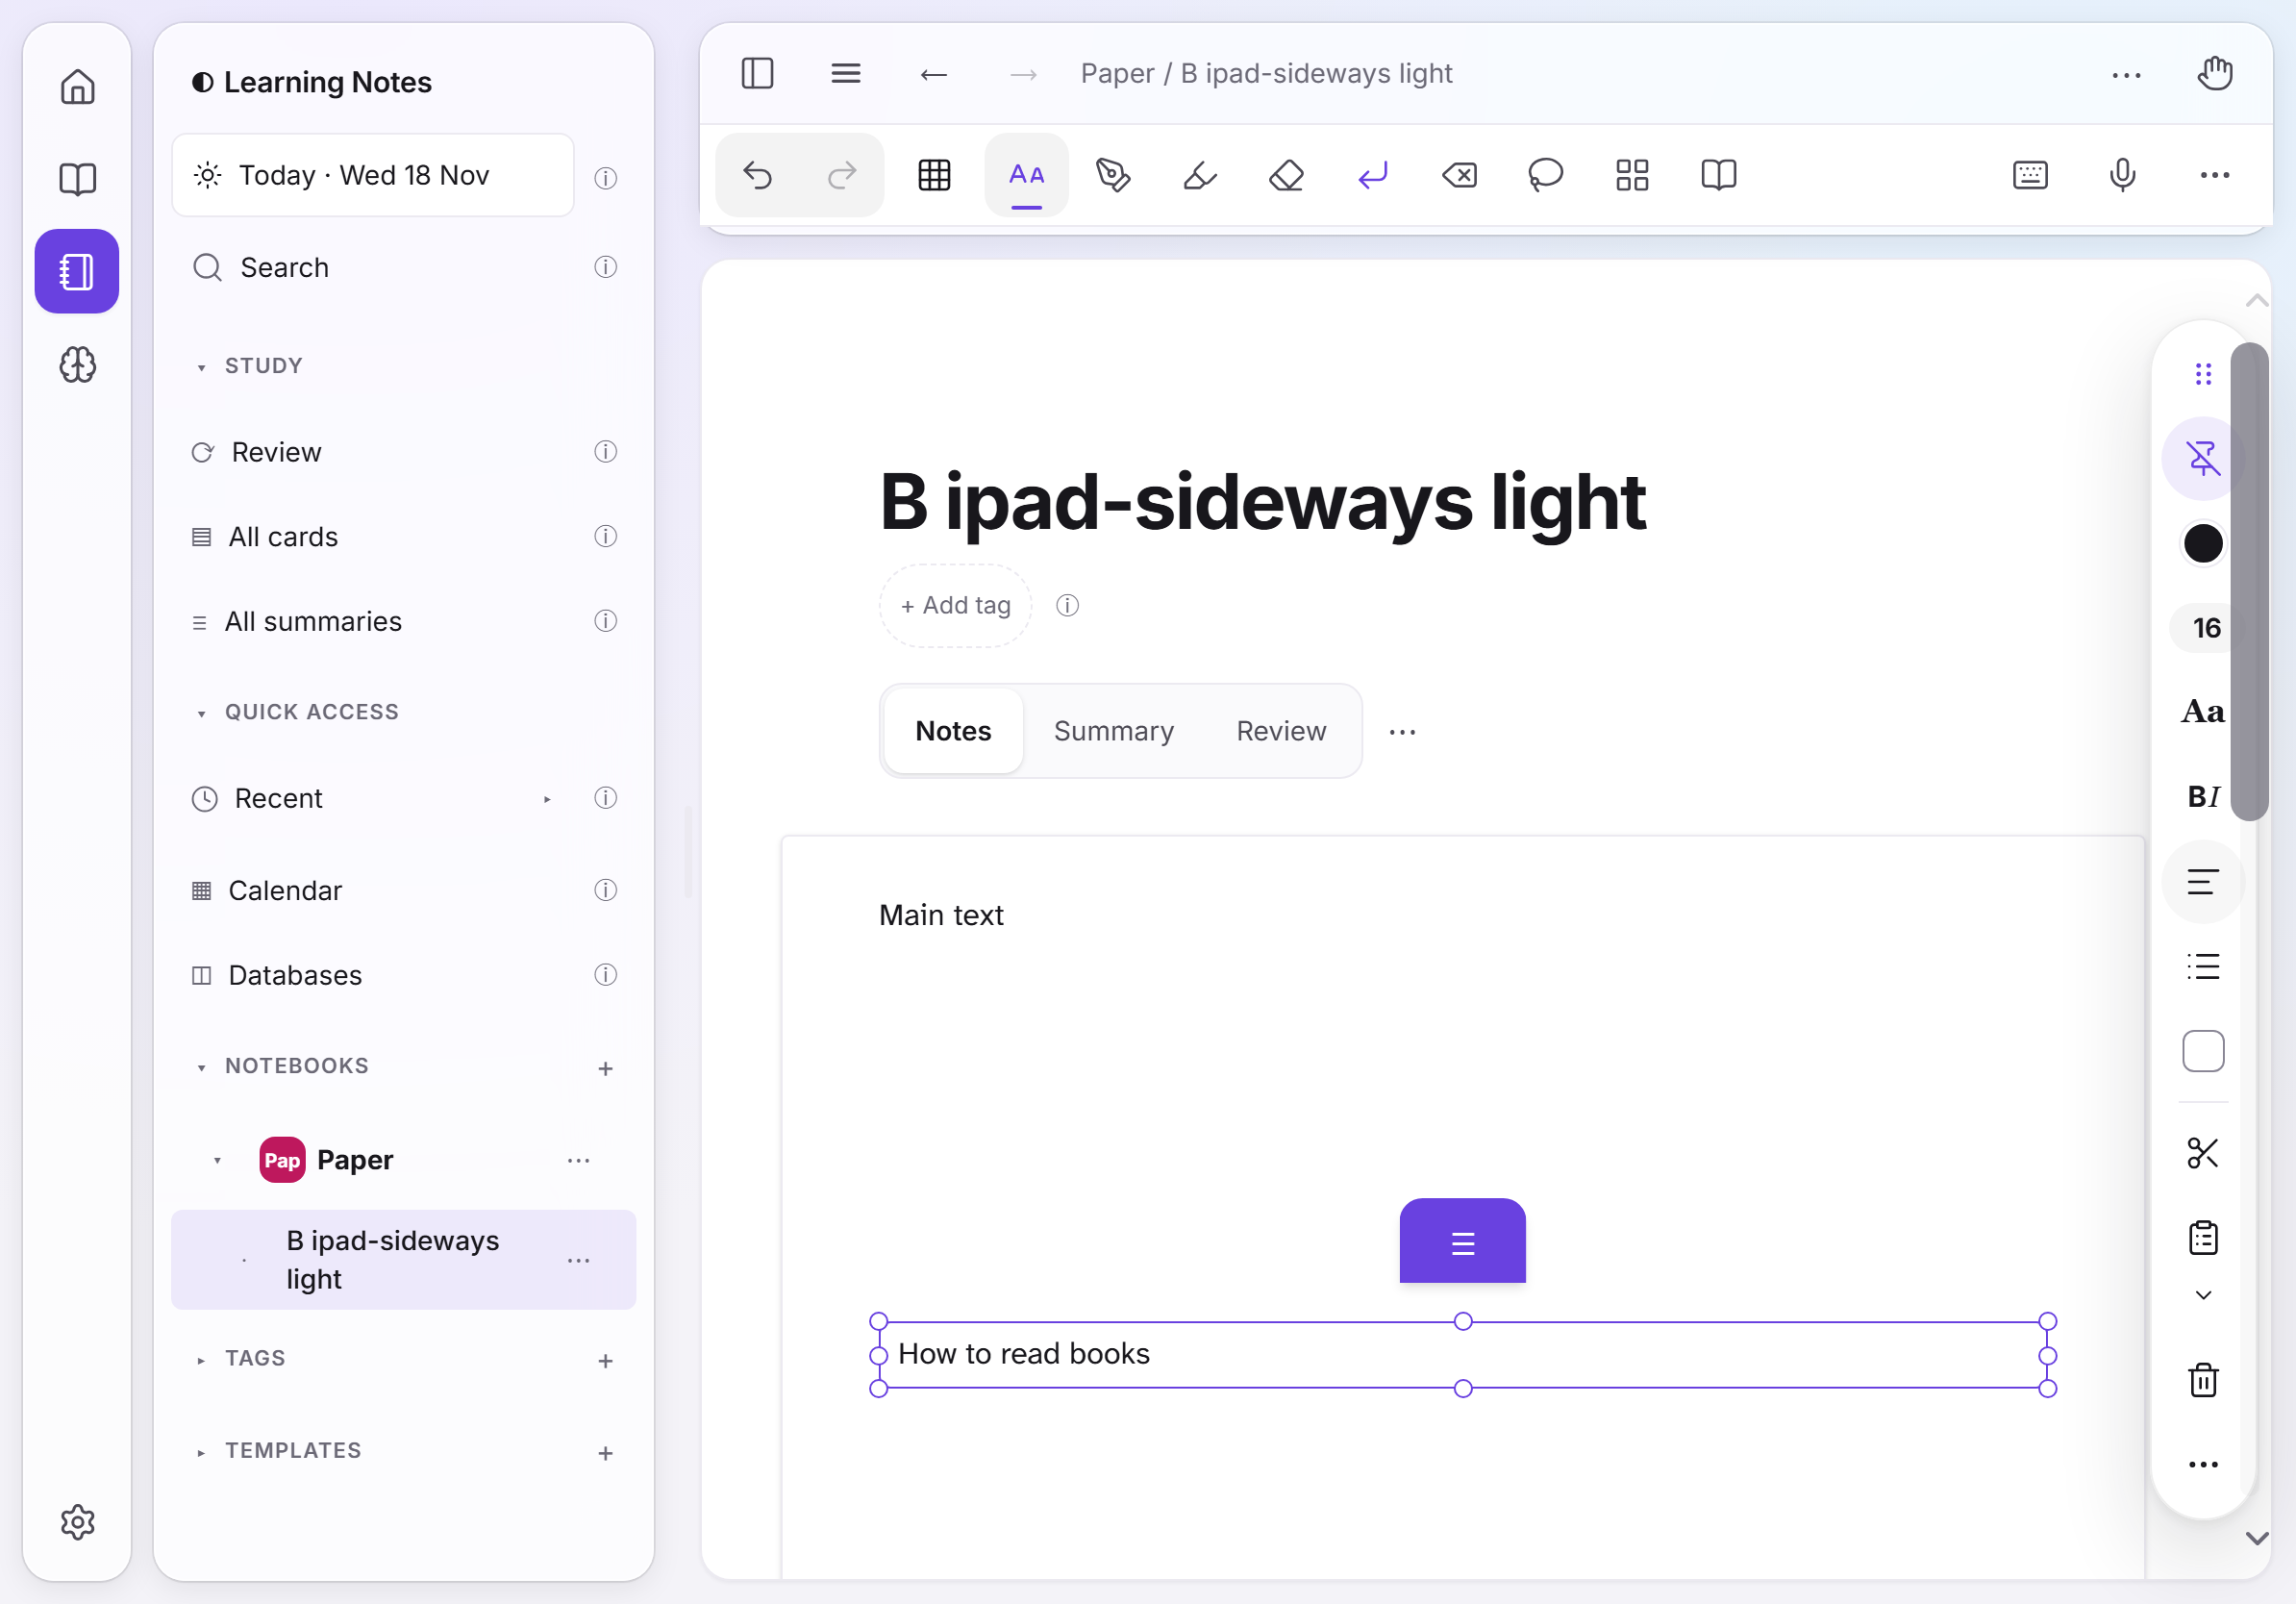 Learning Notes
Today · Wed 18 Nov
Search
STUDY
Review
All cards
All summaries
QUICK ACCESS
Recent
Calendar
Databases
NOTEBOOKS
Pap Paper
B ipad-sideways
light
TAGS
TEMPLATES
Paper / B ipad-sideways light
AA
B ipad-sideways light
+ Add tag
Notes Summary Review
Main text
How to read books
16
Aa
BI